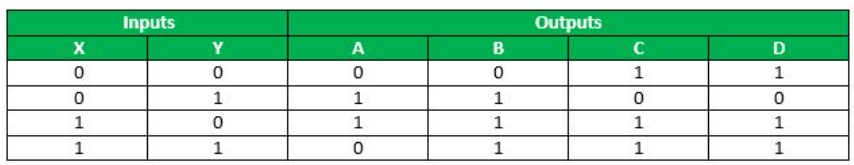 Inputs Outputs
X Y A B C D
0 0 0 0 1 1
0 1 1 1 0 0
1 0 1 1 1 1
1 1 0 1 1 1